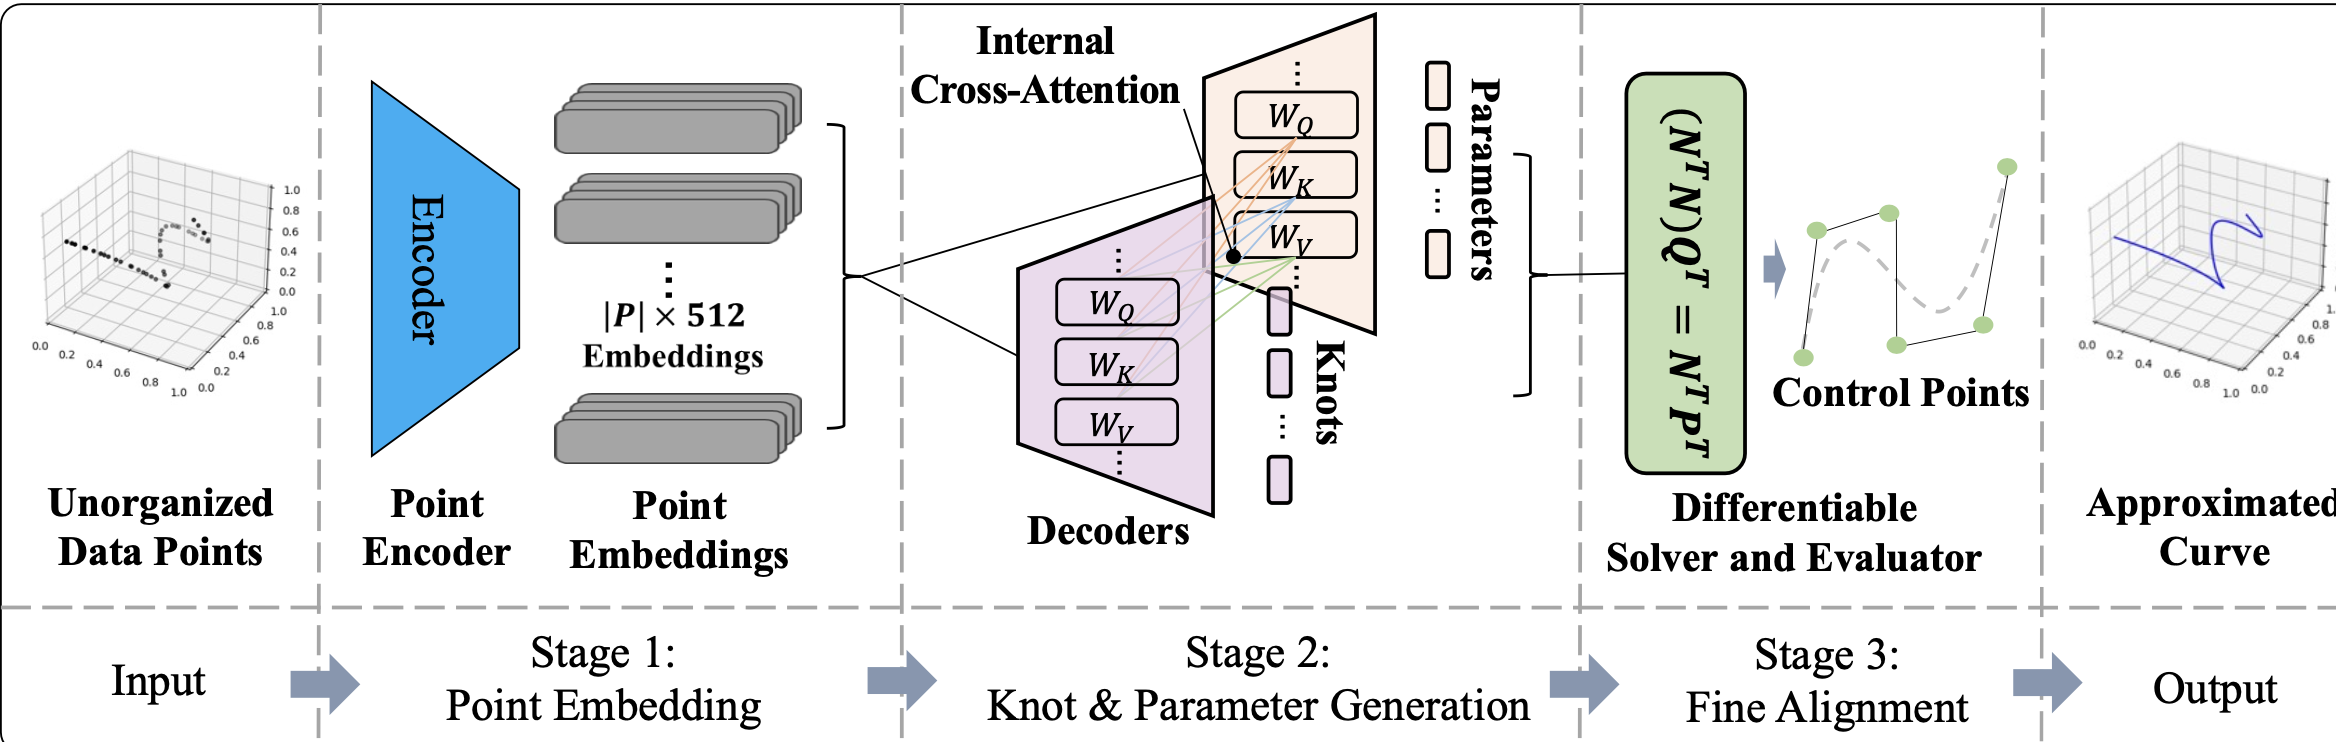 1.0
0.8
0.6
0.4
0.2
0.0
1.0
0.8
0.6
0.4
0.2
0.0
0.0
0.2
0.4
0.6
0.8
1.0
Unorganized
Data Points
Encoder
Point
Encoder
|P| × 512
Embeddings
Point
Embeddings
Internal
Cross-Attention
W_Q
W_K
W_V
W_Q
W_K
W_V
Decoders
Parameters
Knots
(N^T N)Q^T = N^T P^T
Control Points
Differentiable
Solver and Evaluator
0.8
0.6
0.4
0.2
0.0
0.0
0.2
0.4
0.6
0.8
1.0
Approximated
Curve
Input
Stage 1:
Point Embedding
Stage 2:
Knot & Parameter Generation
Stage 3:
Fine Alignment
Output